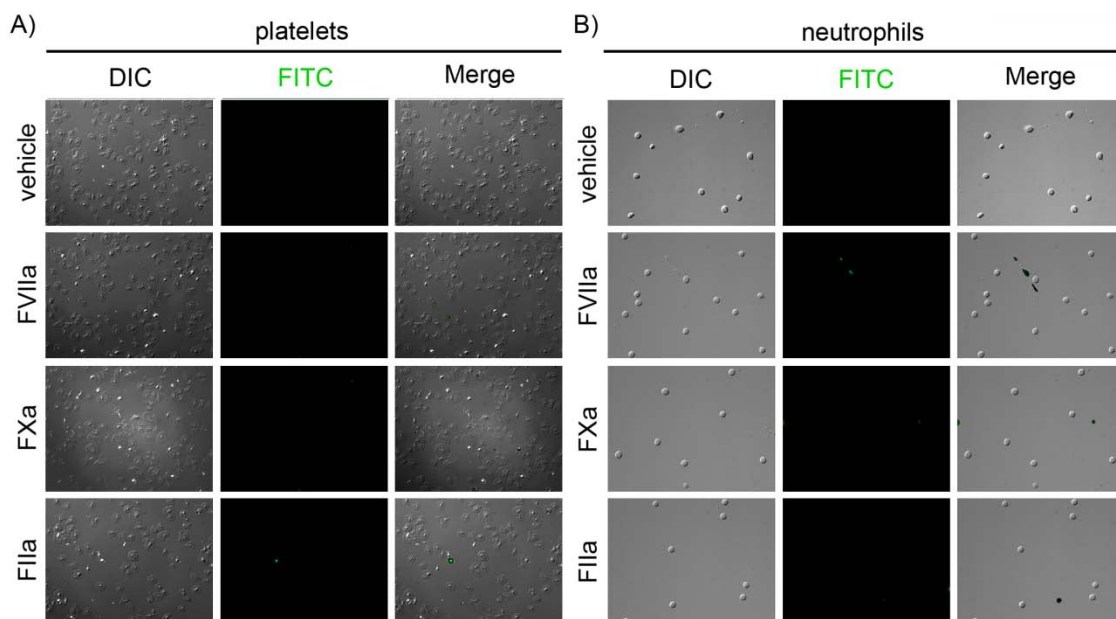 A)
platelets
DIC FITC Merge
vehicle
FVIIa
FXa
FIIa
B)
neutrophils
DIC FITC Merge
vehicle
FVIIa
FXa
FIIa